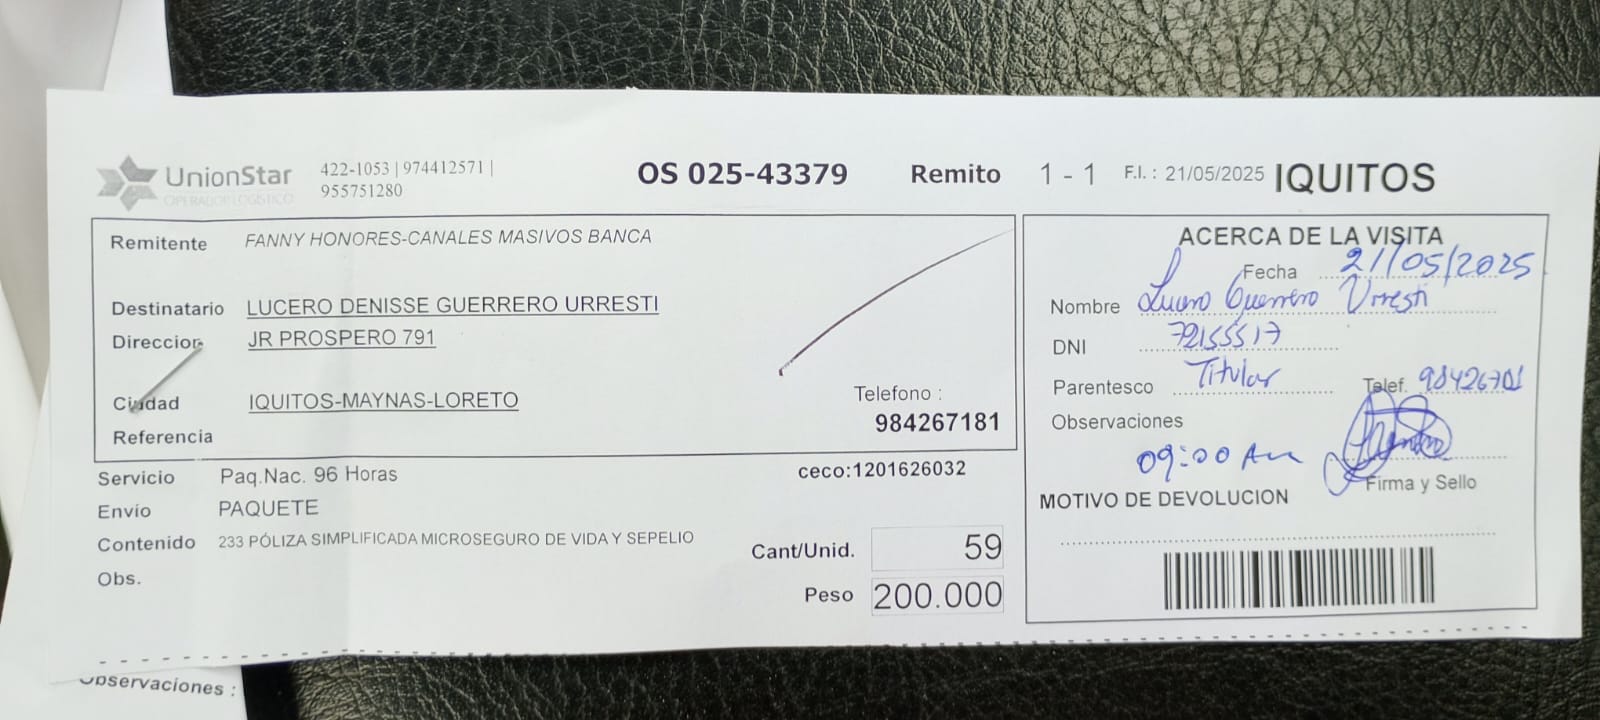 UnionStar
OPERADOR LOGISTICO
422-1053 | 974412571 |
955751280
OS 025-43379
Remito 1 - 1
F.I. : 21/05/2025
IQUITOS
Remitente FANNY HONORES-CANALES MASIVOS BANCA
Destinatario LUCERO DENISSE GUERRERO URRESTI
Direccion JR PROSPERO 791
Ciudad IQUITOS-MAYNAS-LORETO
Telefono :
984267181
Referencia
Servicio Paq.Nac. 96 Horas
ceco:1201626032
Envío PAQUETE
Contenido 233 PÓLIZA SIMPLIFICADA MICROSEGURO DE VIDA Y SEPELIO
Obs.
Cant/Unid. 59
Peso 200.000
ACERCA DE LA VISITA
Fecha 21/05/2025
Nombre Lucero Guerrero Urresti
DNI 72155517
Parentesco Titular
Telef.
Observaciones
09:00 Am
Firma y Sello
MOTIVO DE DEVOLUCION
Observaciones :